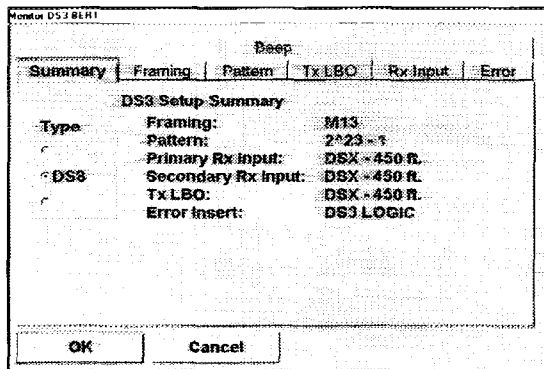 Monitor DS3 BERT
Beep
Summary Framing Pattern Tx LBO Rx Input Error
DS3 Setup Summary
Type
Framing: M13
Pattern: 2^23 - 1
Primary Rx Input: DSX - 450 ft.
DS3 Secondary Rx Input: DSX - 450 ft.
Tx LBO: DSX - 450 ft.
Error Insert: DS3 LOGIC
OK Cancel